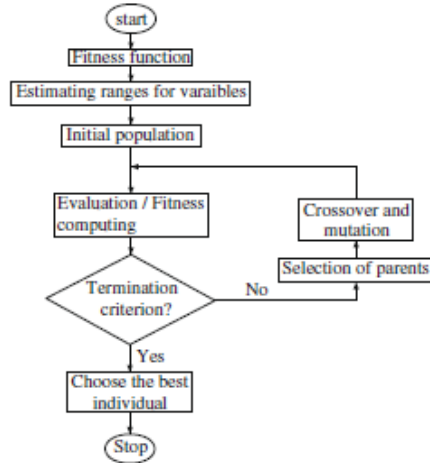 start
Fitness function
Estimating ranges for varaibles
Initial population
Evaluation / Fitness
computing
Termination
criterion?
No
Selection of parents
Crossover and
mutation
Yes
Choose the best
individual
Stop